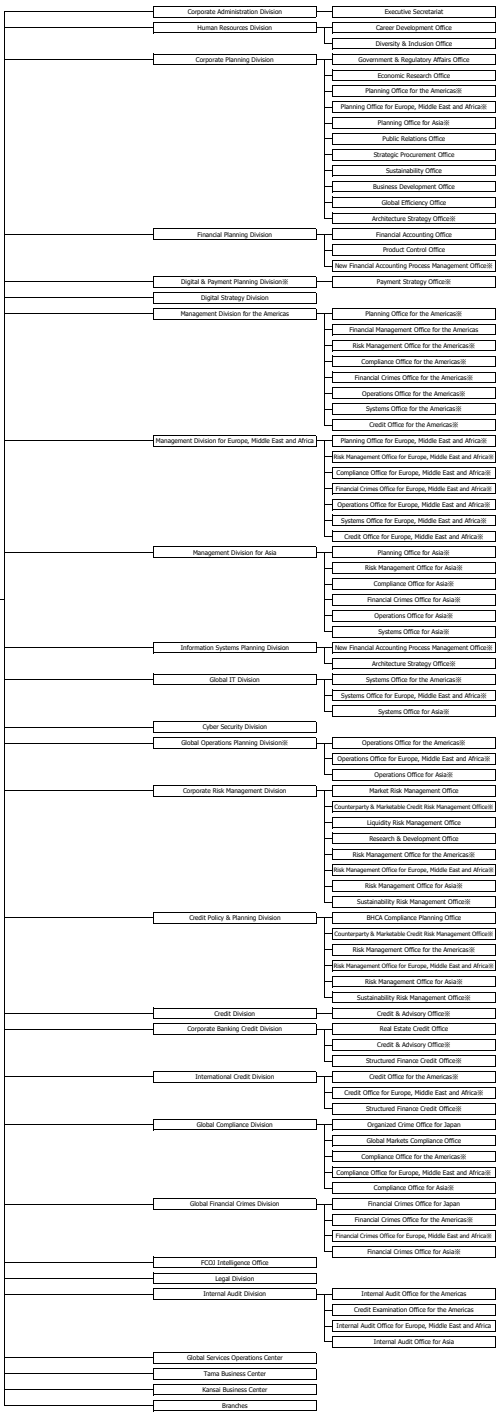 Corporate Administration Division
Executive Secretariat
Human Resources Division
Career Development Office
Diversity & Inclusion Office
Corporate Planning Division
Government & Regulatory Affairs Office
Economic Research Office
Planning Office for the Americas※
Planning Office for Europe, Middle East and Africa※
Planning Office for Asia※
Public Relations Office
Strategic Procurement Office
Sustainability Office
Business Development Office
Global Efficiency Office
Architecture Strategy Office※
Financial Planning Division
Financial Accounting Office
Product Control Office
New Financial Accounting Process Management Office※
Digital & Payment Planning Division※
Payment Strategy Office※
Digital Strategy Division
Management Division for the Americas
Planning Office for the Americas※
Financial Management Office for the Americas
Risk Management Office for the Americas※
Compliance Office for the Americas※
Financial Crimes Office for the Americas※
Operations Office for the Americas※
Systems Office for the Americas※
Credit Office for the Americas※
Management Division for Europe, Middle East and Africa
Planning Office for Europe, Middle East and Africa※
Risk Management Office for Europe, Middle East and Africa※
Compliance Office for Europe, Middle East and Africa※
Financial Crimes Office for Europe, Middle East and Africa※
Operations Office for Europe, Middle East and Africa※
Systems Office for Europe, Middle East and Africa※
Credit Office for Europe, Middle East and Africa※
Management Division for Asia
Planning Office for Asia※
Risk Management Office for Asia※
Compliance Office for Asia※
Financial Crimes Office for Asia※
Operations Office for Asia※
Systems Office for Asia※
Information Systems Planning Division
New Financial Accounting Process Management Office※
Architecture Strategy Office※
Global IT Division
Systems Office for the Americas※
Systems Office for Europe, Middle East and Africa※
Systems Office for Asia※
Cyber Security Division
Global Operations Planning Division※
Operations Office for the Americas※
Operations Office for Europe, Middle East and Africa※
Operations Office for Asia※
Corporate Risk Management Division
Market Risk Management Office
Counterparty & Marketable Credit Risk Management Office※
Liquidity Risk Management Office
Research & Development Office
Risk Management Office for the Americas※
Risk Management Office for Europe, Middle East and Africa※
Risk Management Office for Asia※
Sustainability Risk Management Office※
Credit Policy & Planning Division
BHCA Compliance Planning Office
Counterparty & Marketable Credit Risk Management Office※
Risk Management Office for the Americas※
Risk Management Office for Europe, Middle East and Africa※
Risk Management Office for Asia※
Sustainability Risk Management Office※
Credit Division
Credit & Advisory Office※
Corporate Banking Credit Division
Real Estate Credit Office
Credit & Advisory Office※
Structured Finance Credit Office※
International Credit Division
Credit Office for the Americas※
Credit Office for Europe, Middle East and Africa※
Structured Finance Credit Office※
Global Compliance Division
Organized Crime Office for Japan
Global Markets Compliance Office
Compliance Office for the Americas※
Compliance Office for Europe, Middle East and Africa※
Compliance Office for Asia※
Global Financial Crimes Division
Financial Crimes Office for Japan
Financial Crimes Office for the Americas※
Financial Crimes Office for Europe, Middle East and Africa※
Financial Crimes Office for Asia※
FCOJ Intelligence Office
Legal Division
Internal Audit Division
Internal Audit Office for the Americas
Credit Examination Office for the Americas
Internal Audit Office for Europe, Middle East and Africa
Internal Audit Office for Asia
Global Services Operations Center
Tama Business Center
Kansai Business Center
Branches